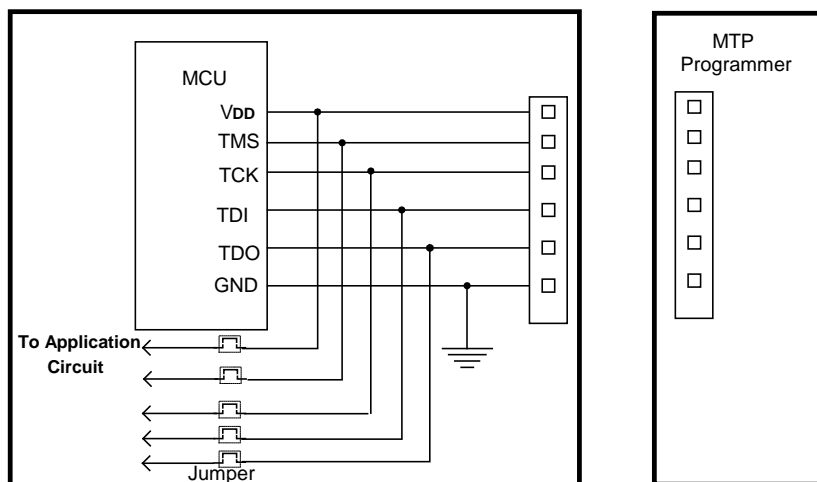 MCU
VDD
TMS
TCK
TDI
TDO
GND
To Application
Circuit
Jumper
MTP
Programmer